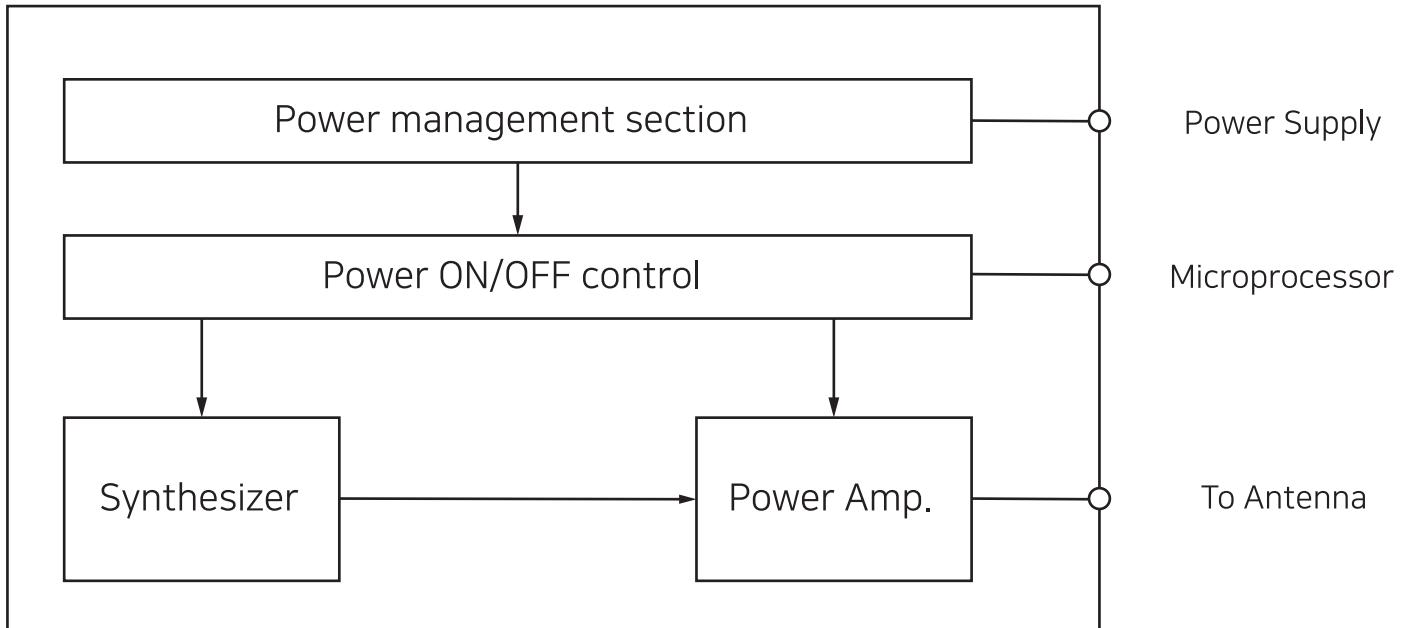 Power management section
Power Supply
Power ON/OFF control
Microprocessor
Synthesizer
Power Amp.
To Antenna